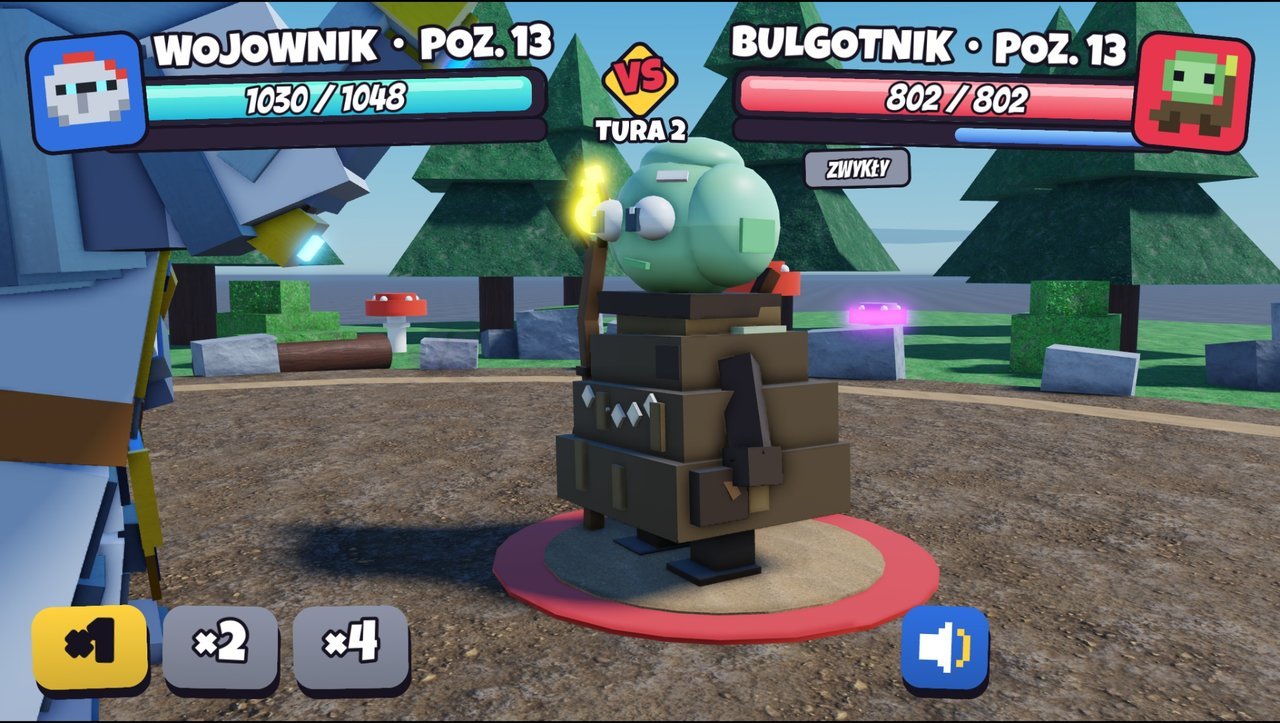 WOJOWNIK • POZ. 13
1030 / 1048
VS
TURA 2
BULGOTNIK • POZ. 13
802 / 802
ZWYKŁY
×1
×2
×4